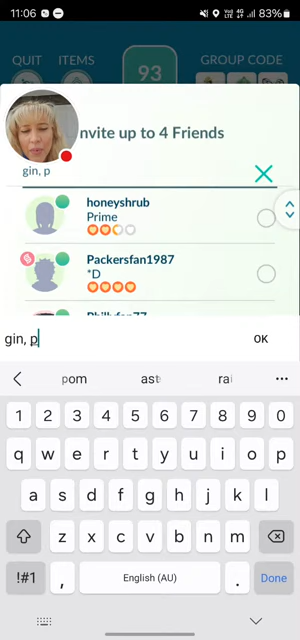 11:06
83%
QUIT
ITEMS
93
GROUP CODE
nvite up to 4 Friends
gin, p
honeyshrub
Prime
Packersfan1987
*D
gin, p
OK
pom
ast
rai
1 2 3 4 5 6 7 8 9 0
q w e r t y u i o p
a s d f g h j k l
z x c v b n m
!#1
,
English (AU)
.
Done